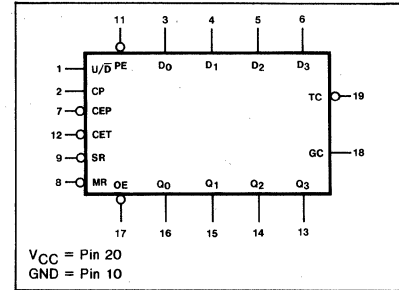 11 3 4 5 6
1 U/D̅ PE D0 D1 D2 D3
2 CP
7 CEP TC 19
12 CET
9 SR GC 18
8 MR OE Q0 Q1 Q2 Q3
17 16 15 14 13
VCC = Pin 20
GND = Pin 10